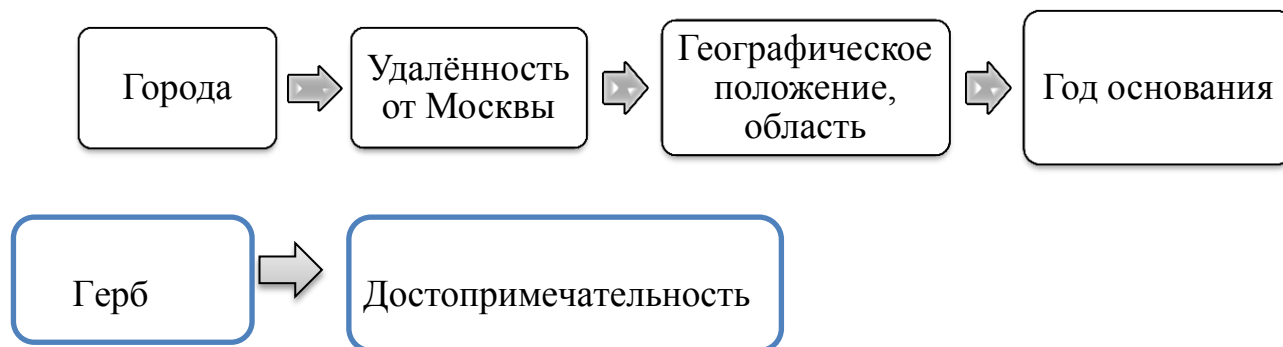 Города
Удалённость
от Москвы
Географическое
положение,
область
Год основания
Герб
Достопримечательность